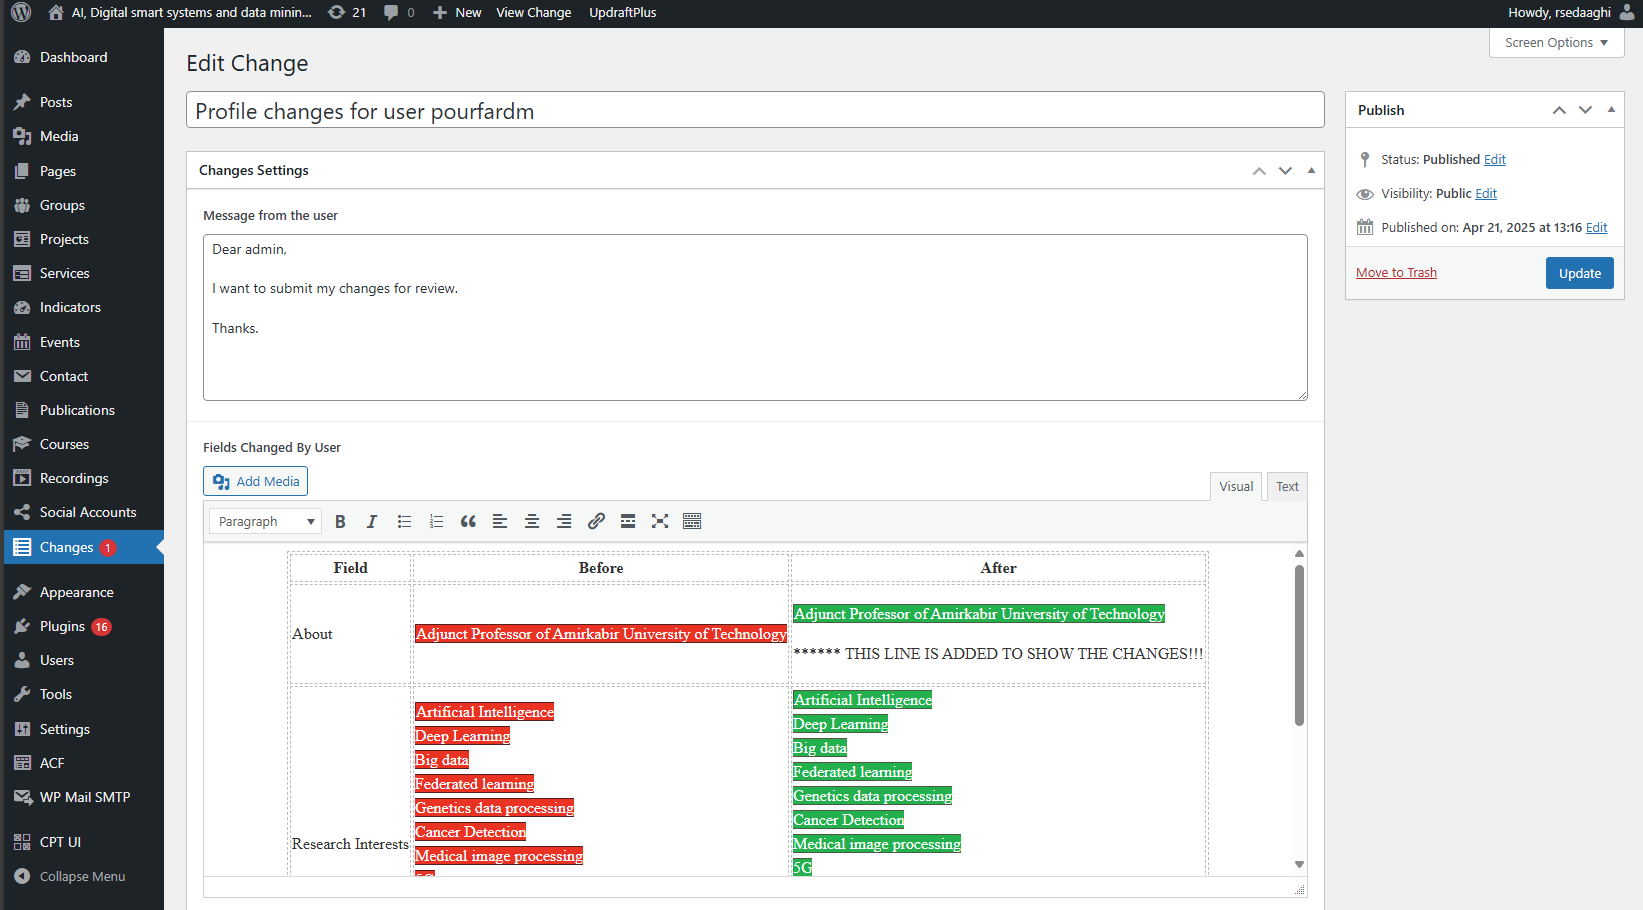 AI, Digital smart systems and data minin...
21
0
New
View Change
UpdraftPlus
Howdy, rsedaaghi
Screen Options
Dashboard
Posts
Media
Pages
Groups
Projects
Services
Indicators
Events
Contact
Publications
Courses
Recordings
Social Accounts
Changes 1
Appearance
Plugins 16
Users
Tools
Settings
ACF
WP Mail SMTP
CPT UI
Collapse Menu
Edit Change
Profile changes for user pourfardm
Changes Settings
Message from the user
Dear admin,
I want to submit my changes for review.
Thanks.
Fields Changed By User
Add Media
Visual
Text
Paragraph
B
I
Field
Before
After
About
Adjunct Professor of Amirkabir University of Technology
Adjunct Professor of Amirkabir University of Technology
****** THIS LINE IS ADDED TO SHOW THE CHANGES!!!
Research Interests
Artificial Intelligence
Deep Learning
Big data
Federated learning
Genetics data processing
Cancer Detection
Medical image processing
5G
Artificial Intelligence
Deep Learning
Big data
Federated learning
Genetics data processing
Cancer Detection
Medical image processing
5G
Publish
Status: Published Edit
Visibility: Public Edit
Published on: Apr 21, 2025 at 13:16 Edit
Move to Trash
Update